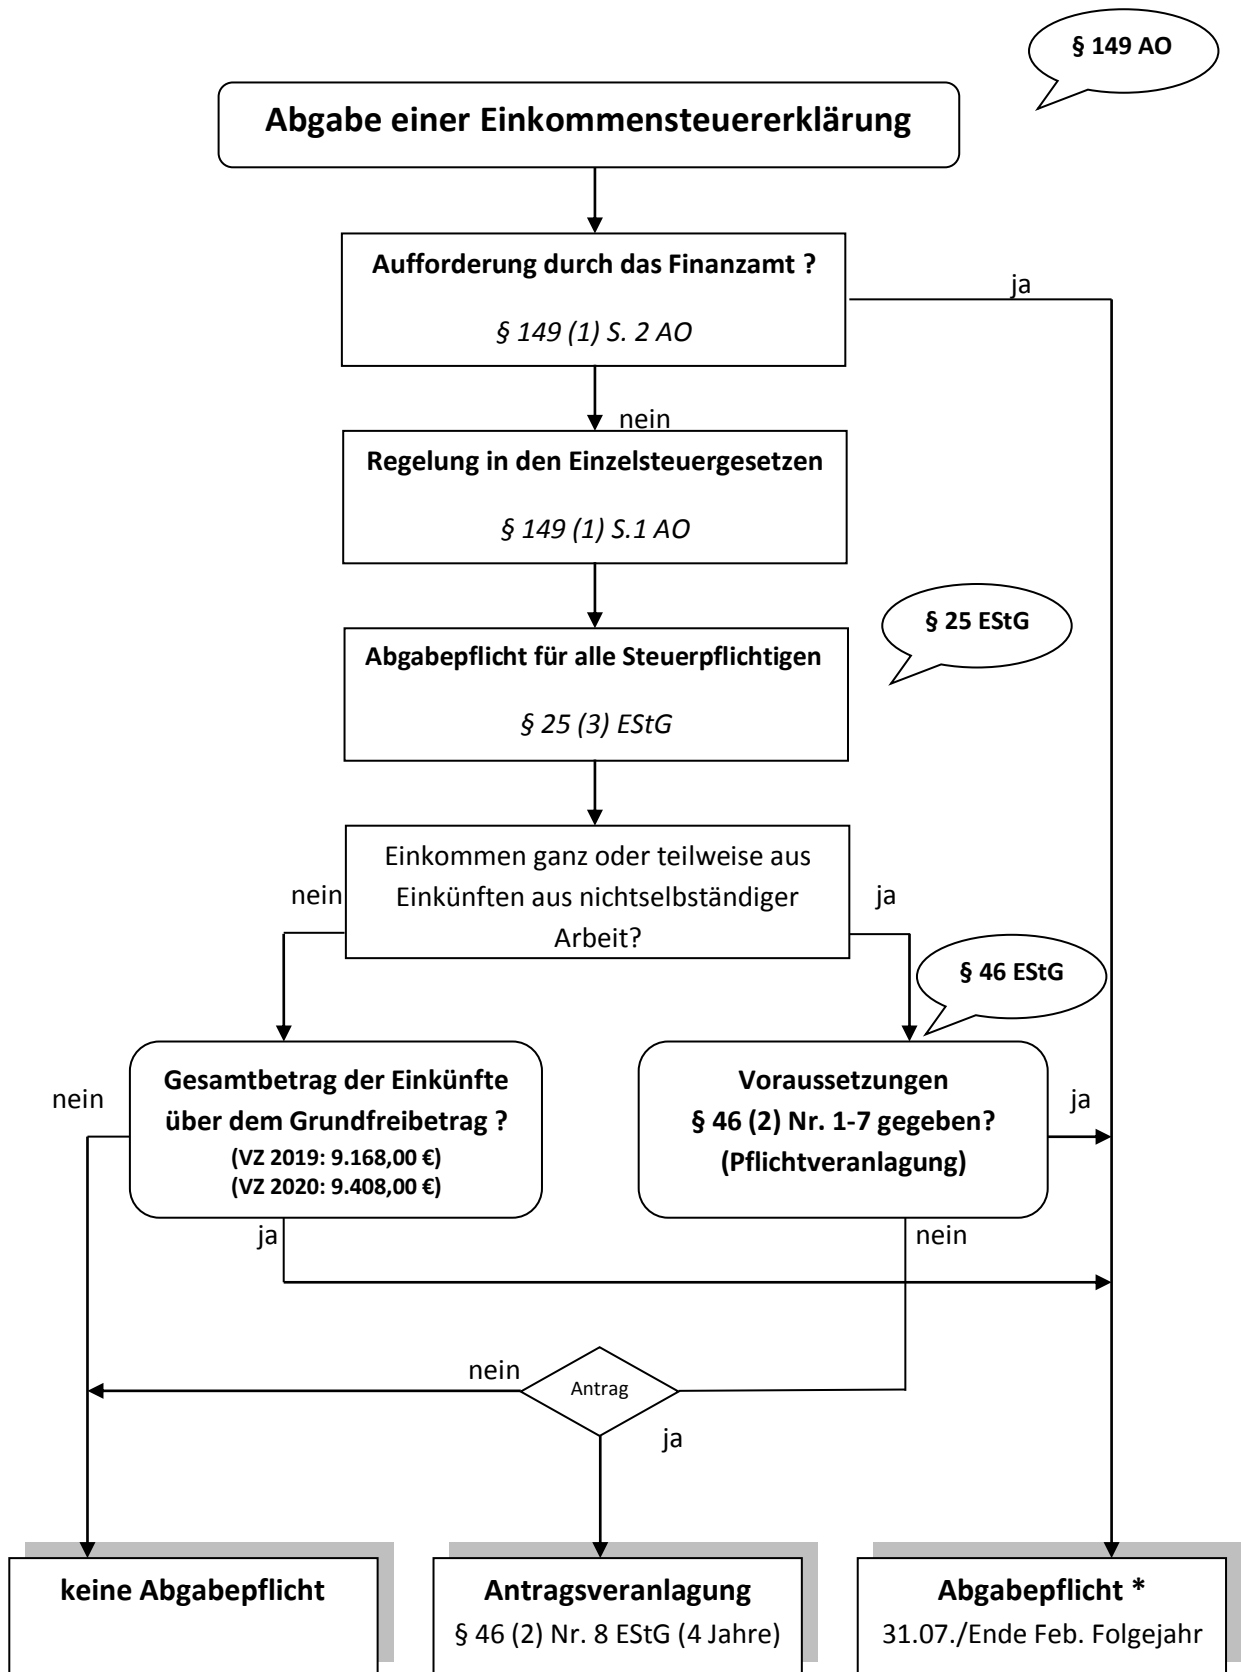 § 149 AO
Abgabe einer Einkommensteuererklärung
Aufforderung durch das Finanzamt ?
§ 149 (1) S. 2 AO
ja
nein
Regelung in den Einzelsteuergesetzen
§ 149 (1) S.1 AO
§ 25 EStG
Abgabepflicht für alle Steuerpflichtigen
§ 25 (3) EStG
Einkommen ganz oder teilweise aus
Einkünften aus nichtselbständiger
Arbeit?
nein
ja
§ 46 EStG
Gesamtbetrag der Einkünfte
über dem Grundfreibetrag ?
(VZ 2019: 9.168,00 €)
(VZ 2020: 9.408,00 €)
nein
ja
Voraussetzungen
§ 46 (2) Nr. 1-7 gegeben?
(Pflichtveranlagung)
ja
nein
nein
Antrag
ja
keine Abgabepflicht
Antragsveranlagung
§ 46 (2) Nr. 8 EStG (4 Jahre)
Abgabepflicht *
31.07./Ende Feb. Folgejahr